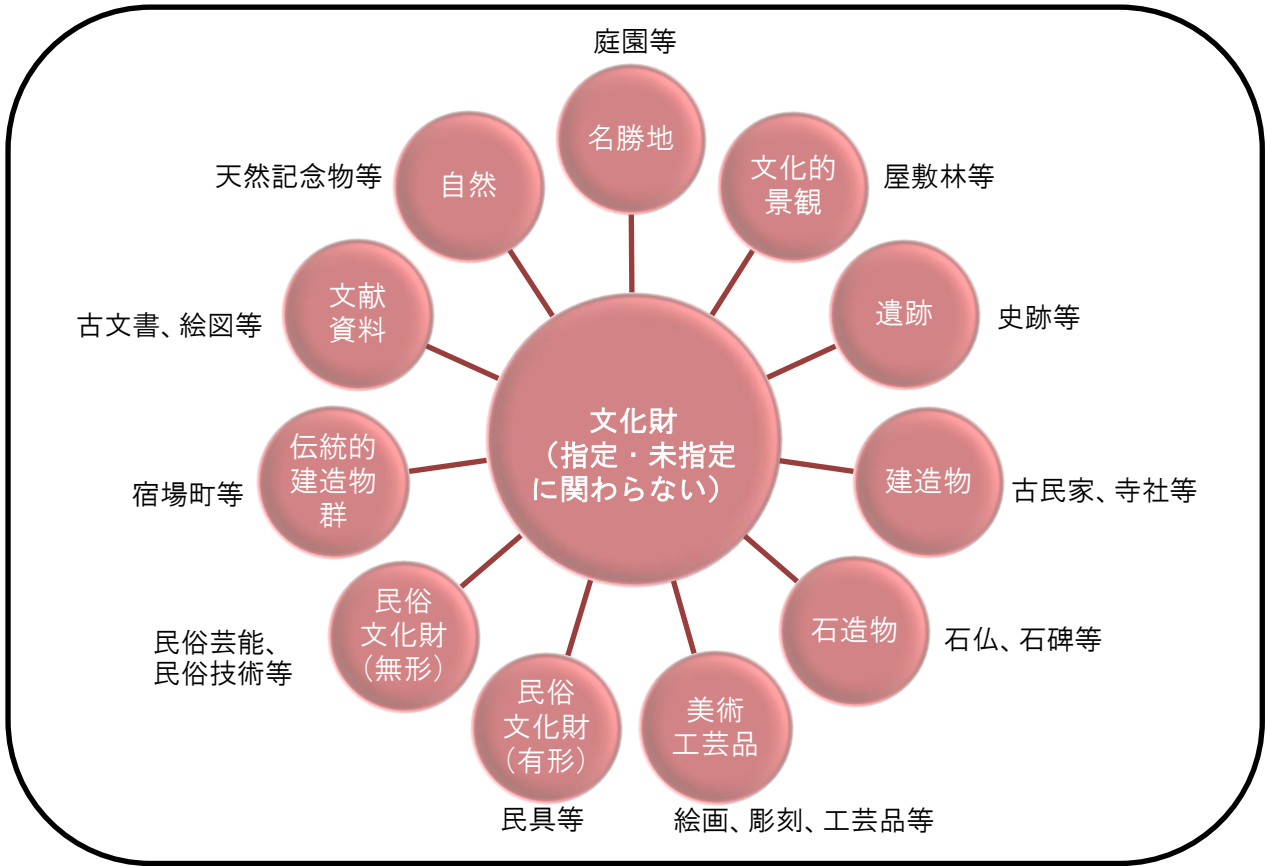 庭園等
名勝地
文化的
景観
屋敷林等
遺跡
史跡等
建造物
古民家、寺社等
石造物
石仏、石碑等
美術
工芸品
絵画、彫刻、工芸品等
民俗
文化財
（有形）
民具等
民俗
文化財
（無形）
民俗芸能、
民俗技術等
伝統的
建造物
群
宿場町等
文献
資料
古文書、絵図等
自然
天然記念物等
文化財
（指定・未指定
に関わらない）